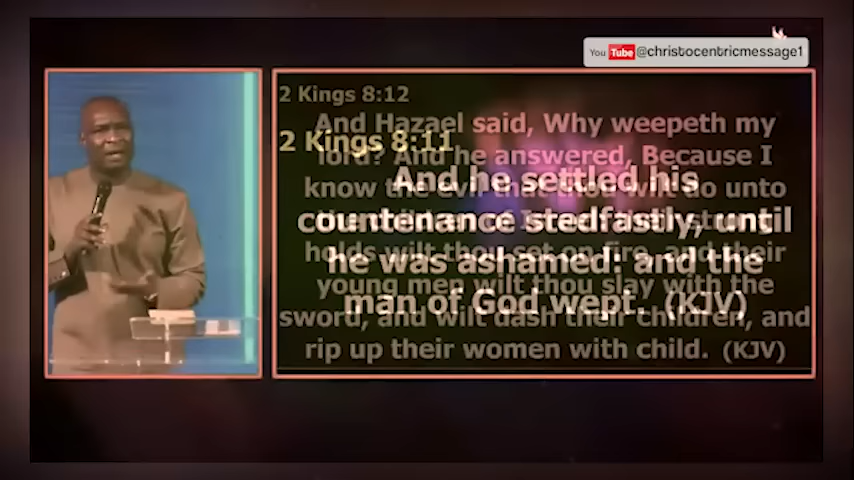 You Tube @christocentricmessage1
2 Kings 8:12
And Hazael said, Why weepeth my
lord? And he answered, Because I
know the evil that thou wilt do unto
holds wilt thou set on fire, and their
young men wilt thou slay with the
sword, and wilt dash their children, and
rip up their women with child. (KJV)
2 Kings 8:11
And he settled his
countenance stedfastly, until
he was ashamed: and the
man of God wept. (KJV)